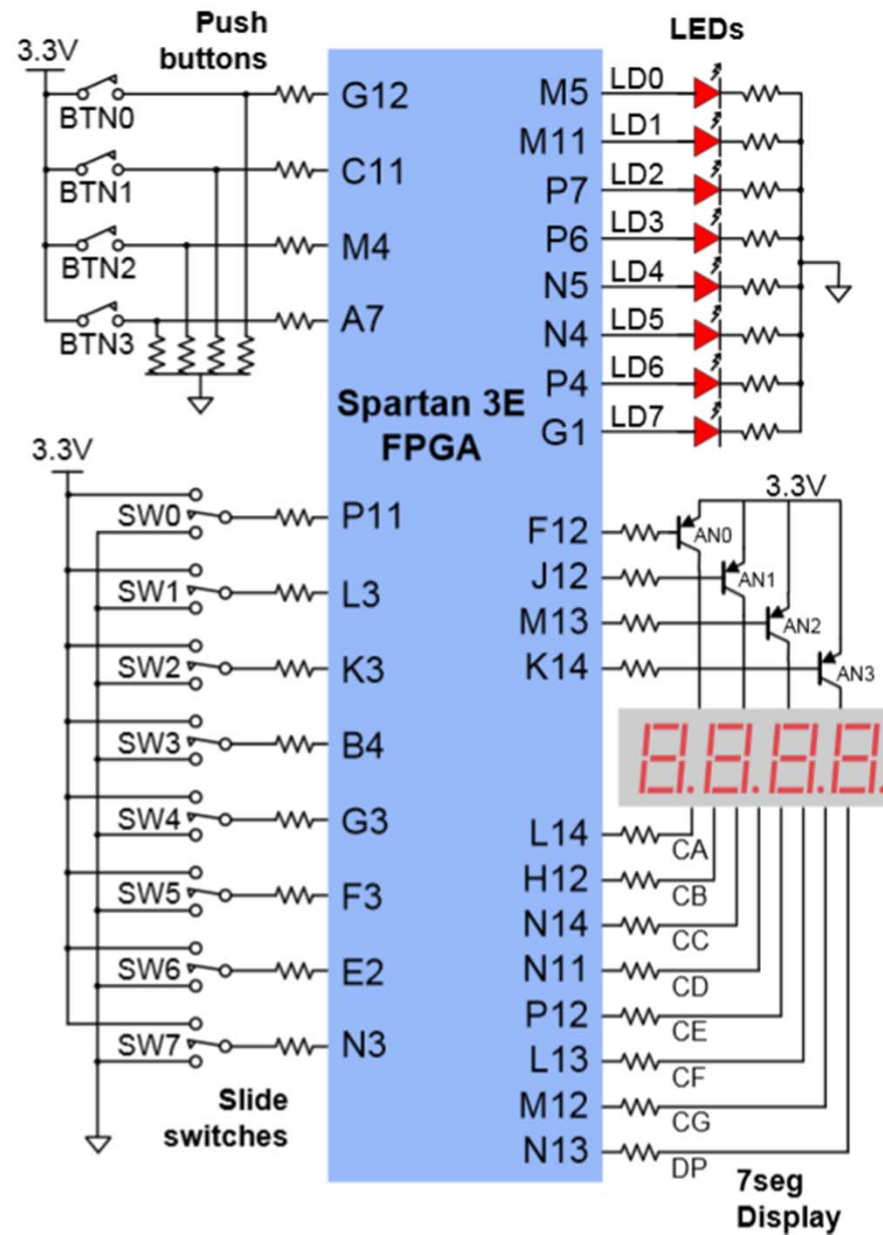 Push
buttons
3.3V
BTN0
BTN1
BTN2
BTN3
G12
C11
M4
A7
LEDs
M5
LD0
M11
LD1
P7
LD2
P6
LD3
N5
LD4
N4
LD5
P4
LD6
G1
LD7
Spartan 3E
FPGA
3.3V
SW0
P11
SW1
L3
SW2
K3
SW3
B4
SW4
G3
SW5
F3
SW6
E2
SW7
N3
Slide
switches
3.3V
F12
AN0
J12
AN1
M13
AN2
K14
AN3
8.8.8.8.
L14
CA
H12
CB
N14
CC
N11
CD
P12
CE
L13
CF
M12
CG
N13
DP
7seg
Display